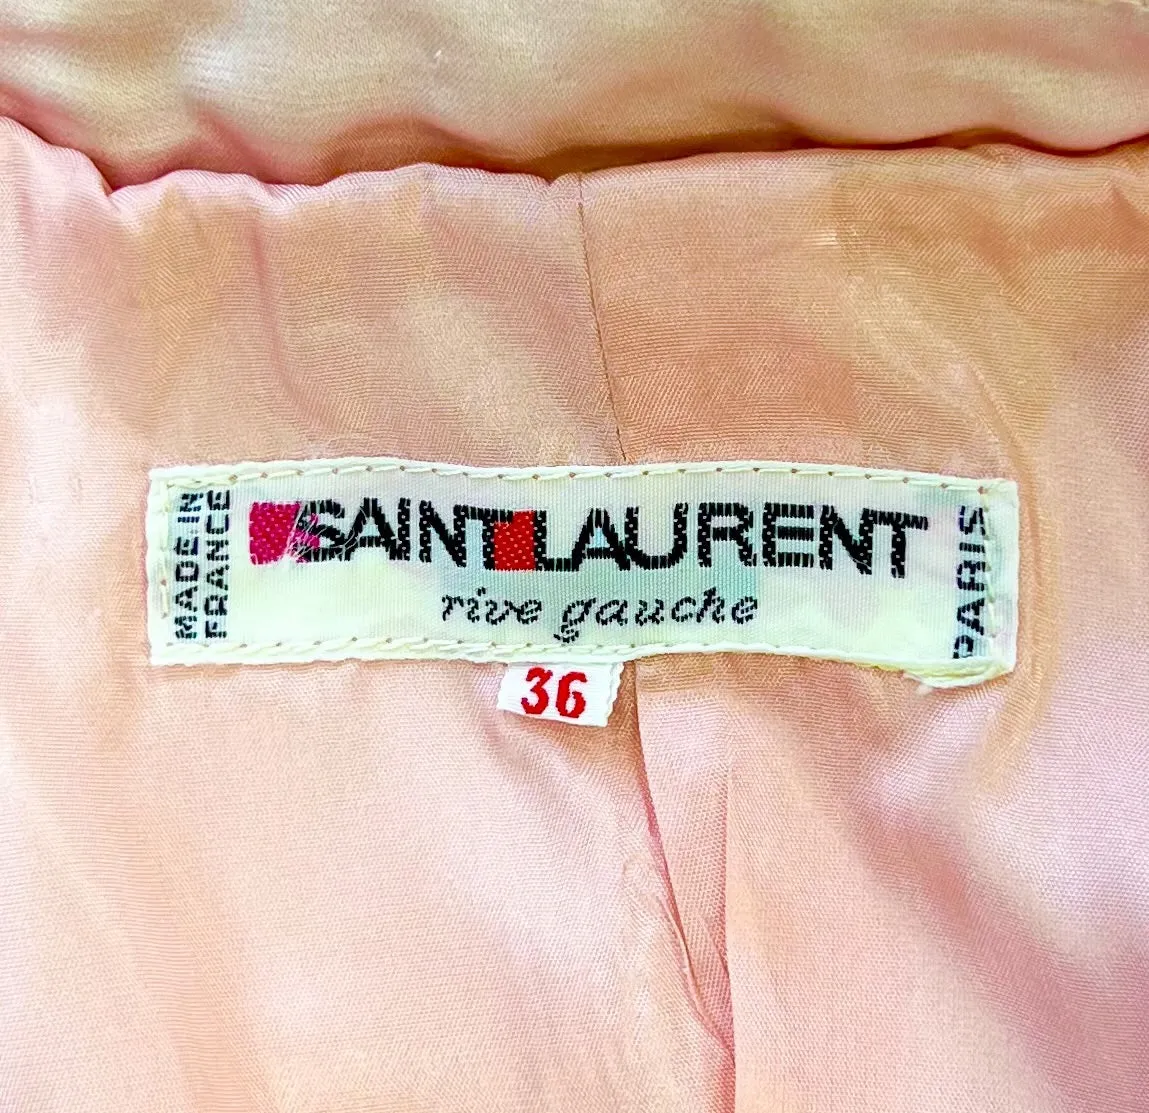 MADE IN
FRANCE
SAINT LAURENT
rive gauche
PARIS
36